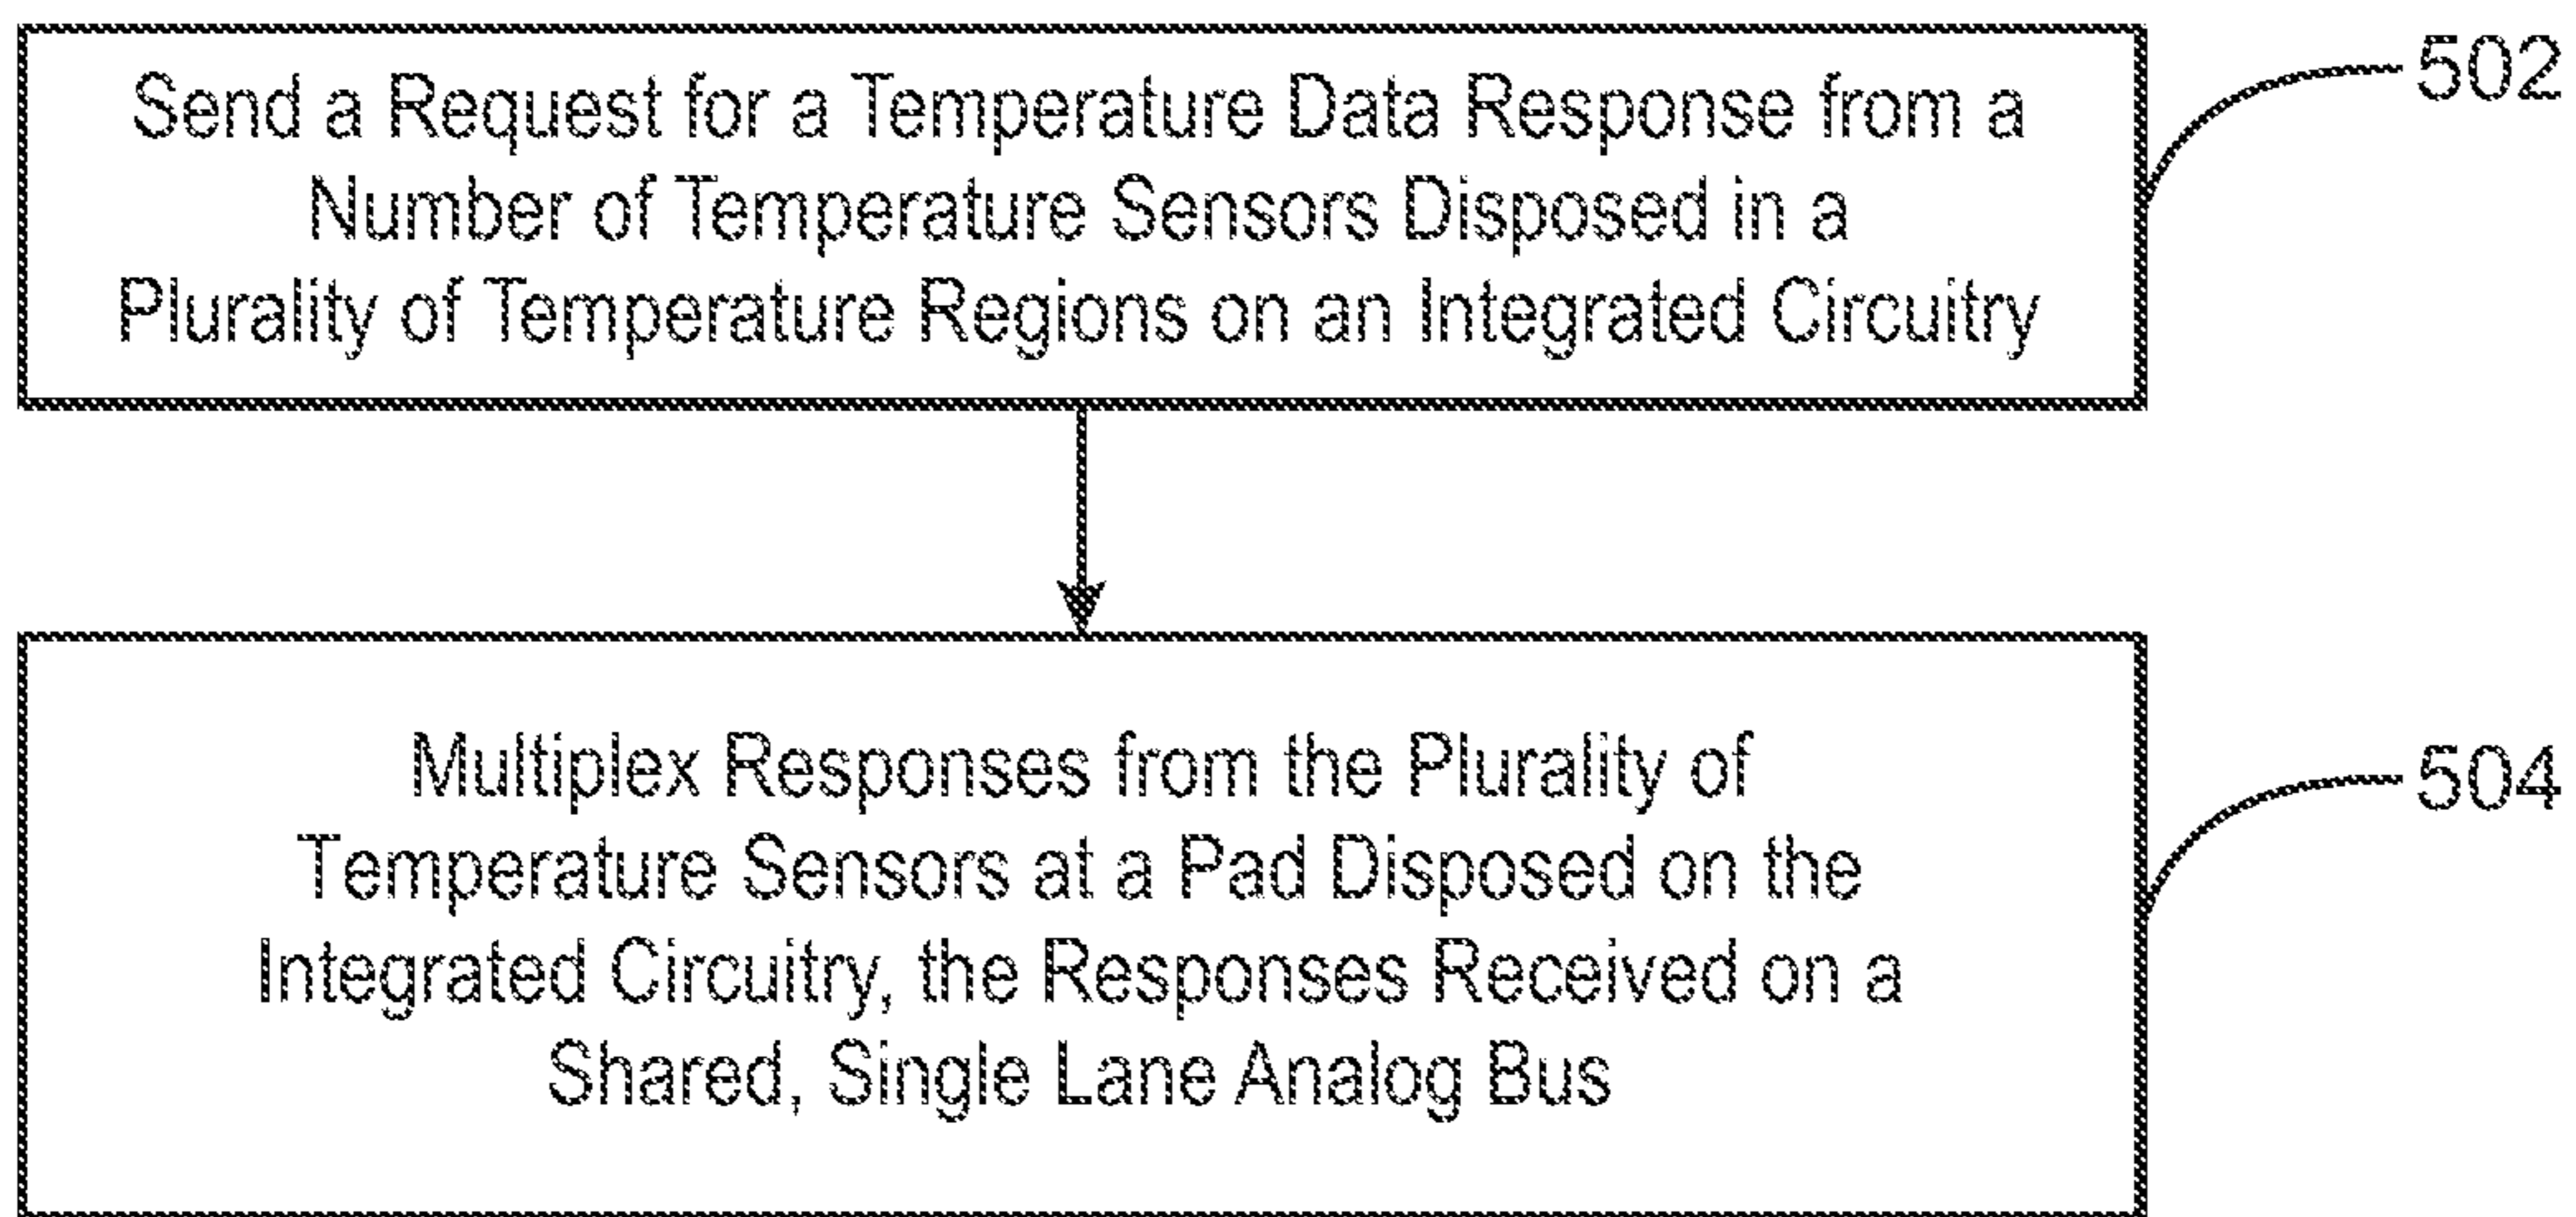 Send a Request for a Temperature Data Response from a
Number of Temperature Sensors Disposed in a
Plurality of Temperature Regions on an Integrated Circuitry
502
Multiplex Responses from the Plurality of
Temperature Sensors at a Pad Disposed on the
Integrated Circuitry, the Responses Received on a
Shared, Single Lane Analog Bus
504